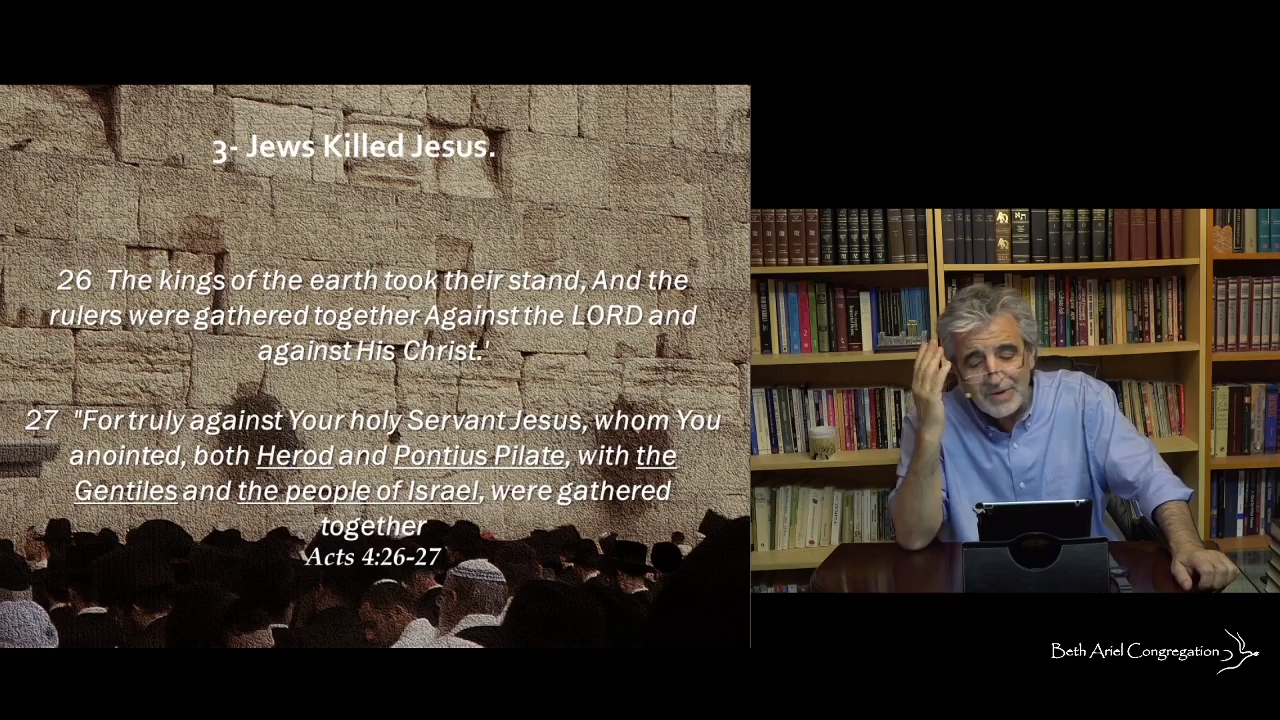 3- Jews Killed Jesus.
26 The kings of the earth took their stand, And the
rulers were gathered together Against the LORD and
against His Christ.'
27 "For truly against Your holy Servant Jesus, whom You
anointed, both Herod and Pontius Pilate, with the
Gentiles and the people of Israel, were gathered
together
Acts 4:26-27
Beth Ariel Congregation